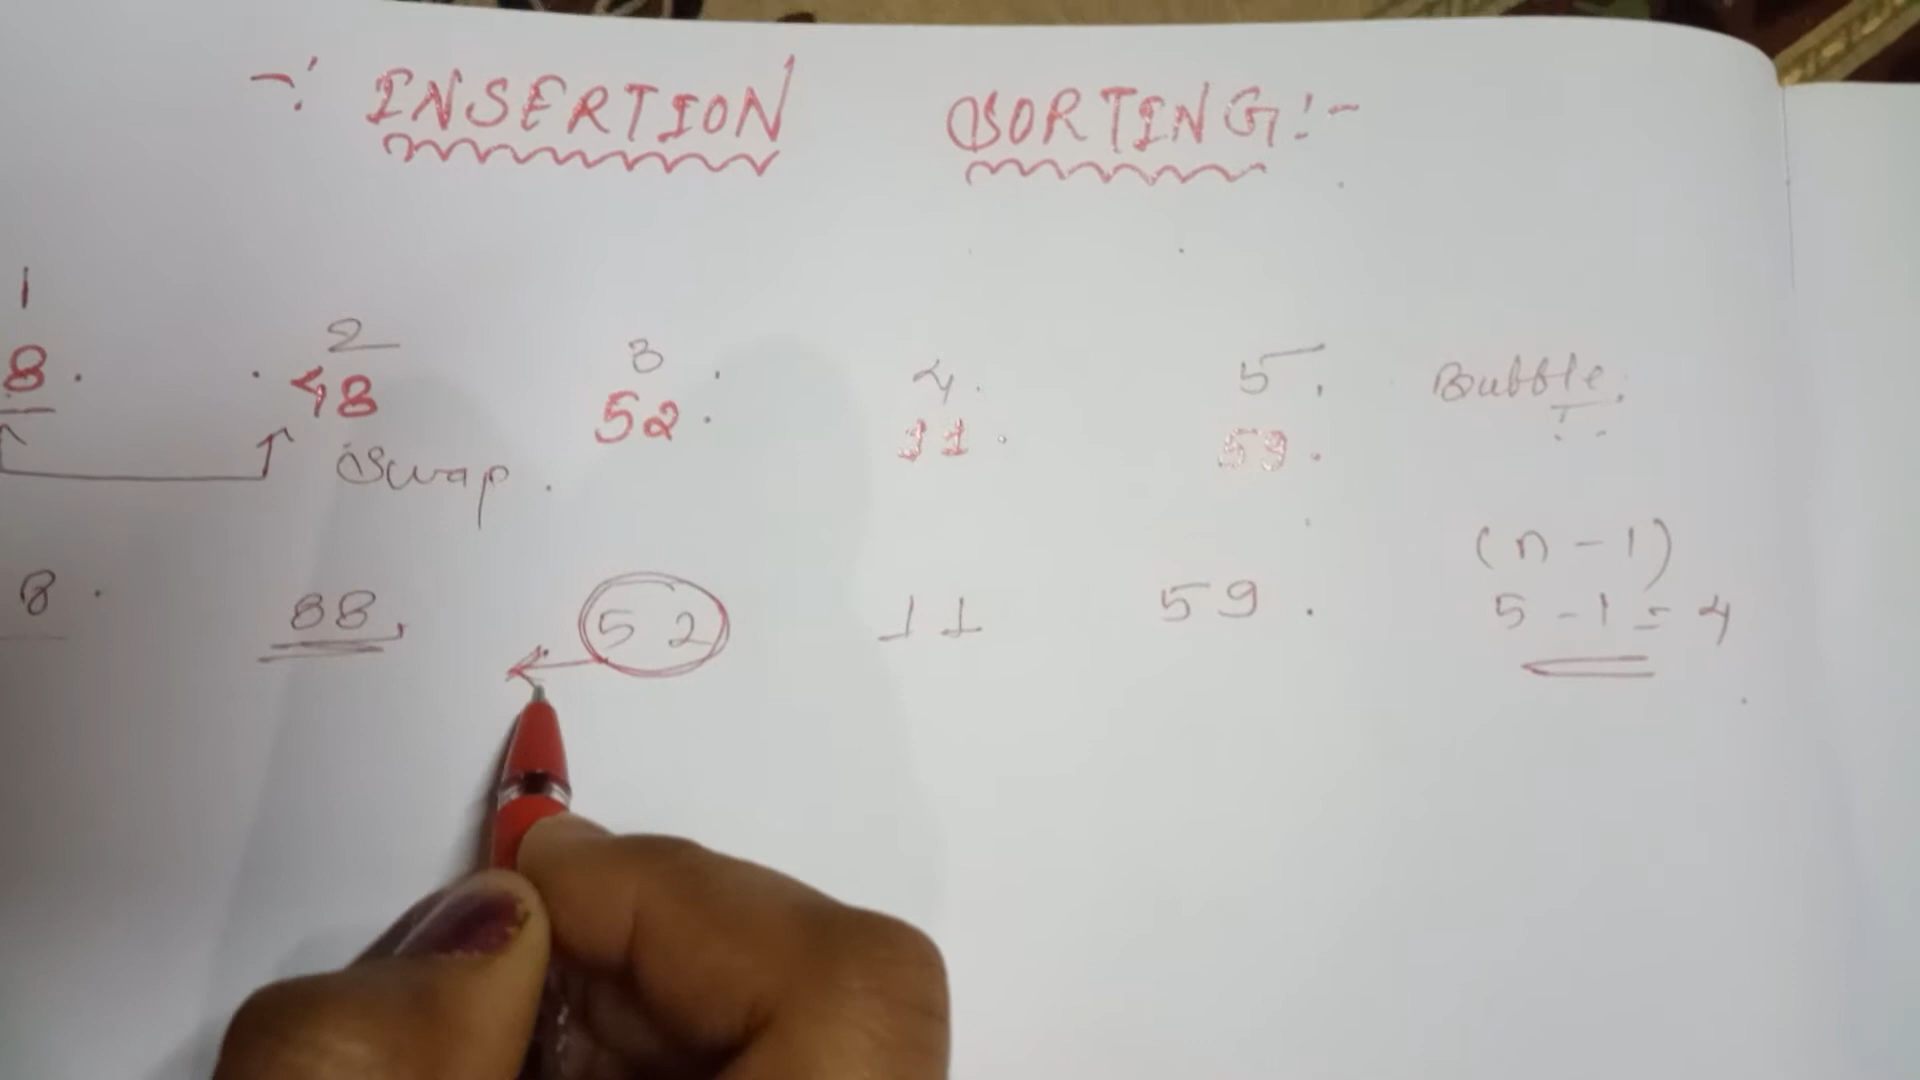 INSERTION SORTING:-
1 2 3 4. 5.
8. 48 52. 11. 59. Bubble.
Swap.
(n-1)
8. 88, 52 11 59. 5-1=4